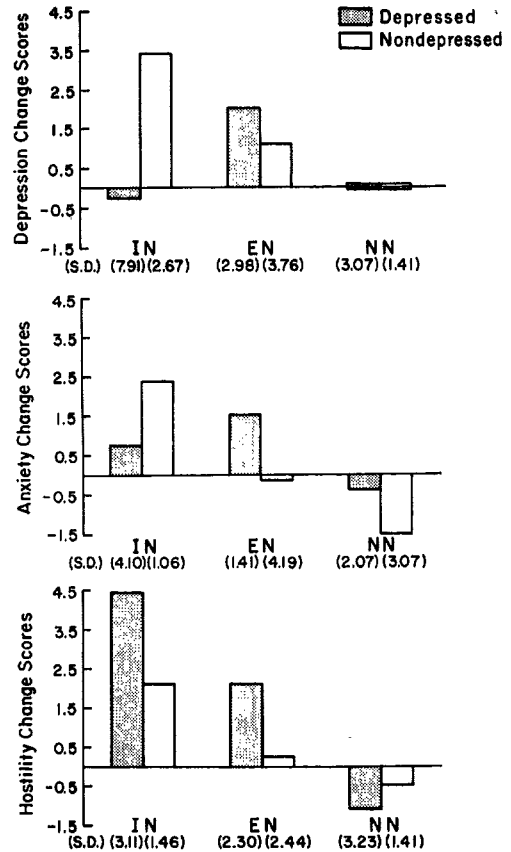 Depressed
Nondepressed
Depression Change Scores
4.5
3.5
2.5
1.5
0.5
-0.5
-1.5
IN EN NN
(S.D.) (7.91)(2.67) (2.98)(3.76) (3.07)(1.41)
Anxiety Change Scores
4.5
3.5
2.5
1.5
0.5
-0.5
-1.5
IN EN NN
(S.D.) (4.10)(1.06) (1.41)(4.19) (2.07)(3.07)
Hostility Change Scores
4.5
3.5
2.5
1.5
0.5
-0.5
-1.5
IN EN NN
(S.D.) (3.11)(1.46) (2.30)(2.44) (3.23)(1.41)